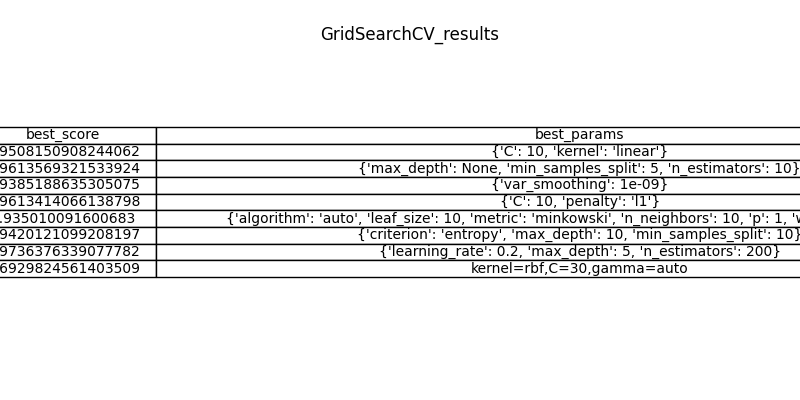 GridSearchCV_results
best_score best_params
9508150908244062 {'C': 10, 'kernel': 'linear'}
9613569321533924 {'max_depth': None, 'min_samples_split': 5, 'n_estimators': 10}
9385188635305075 {'var_smoothing': 1e-09}
9613414066138798 {'C': 10, 'penalty': 'l1'}
.935010091600683 {'algorithm': 'auto', 'leaf_size': 10, 'metric': 'minkowski', 'n_neighbors': 10, 'p': 1, 'w
9420121099208197 {'criterion': 'entropy', 'max_depth': 10, 'min_samples_split': 10}
9736376339077782 {'learning_rate': 0.2, 'max_depth': 5, 'n_estimators': 200}
6929824561403509 kernel=rbf,C=30,gamma=auto